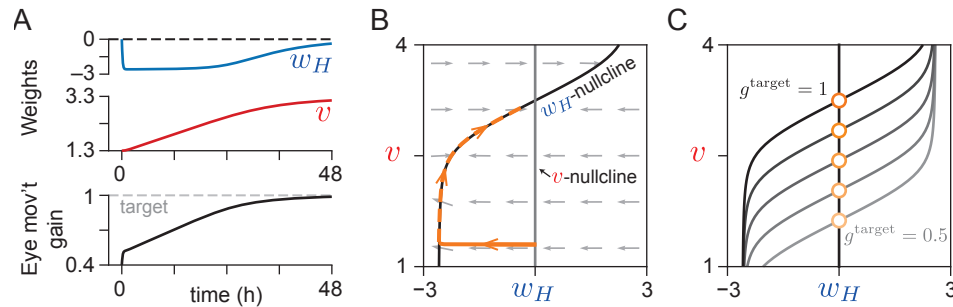 A
Weights
0
−3
w_H
3.3
v
1.3
0
48
Eye mov't
gain
1
target
0.4
0
time (h)
48
B
4
v
1
w_H-nullcline
v-nullcline
−3
w_H
3
C
4
v
1
g^target = 1
g^target = 0.5
−3
w_H
3